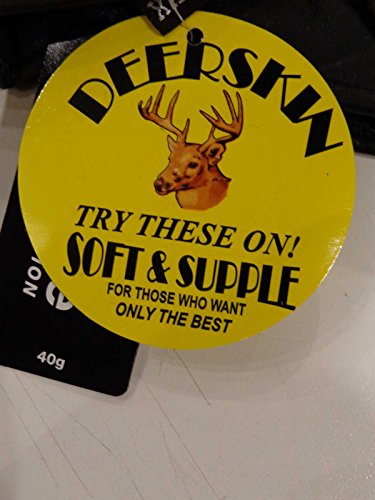 DEERSKIN
TRY THESE ON!
SOFT & SUPPLE
FOR THOSE WHO WANT
ONLY THE BEST
40g